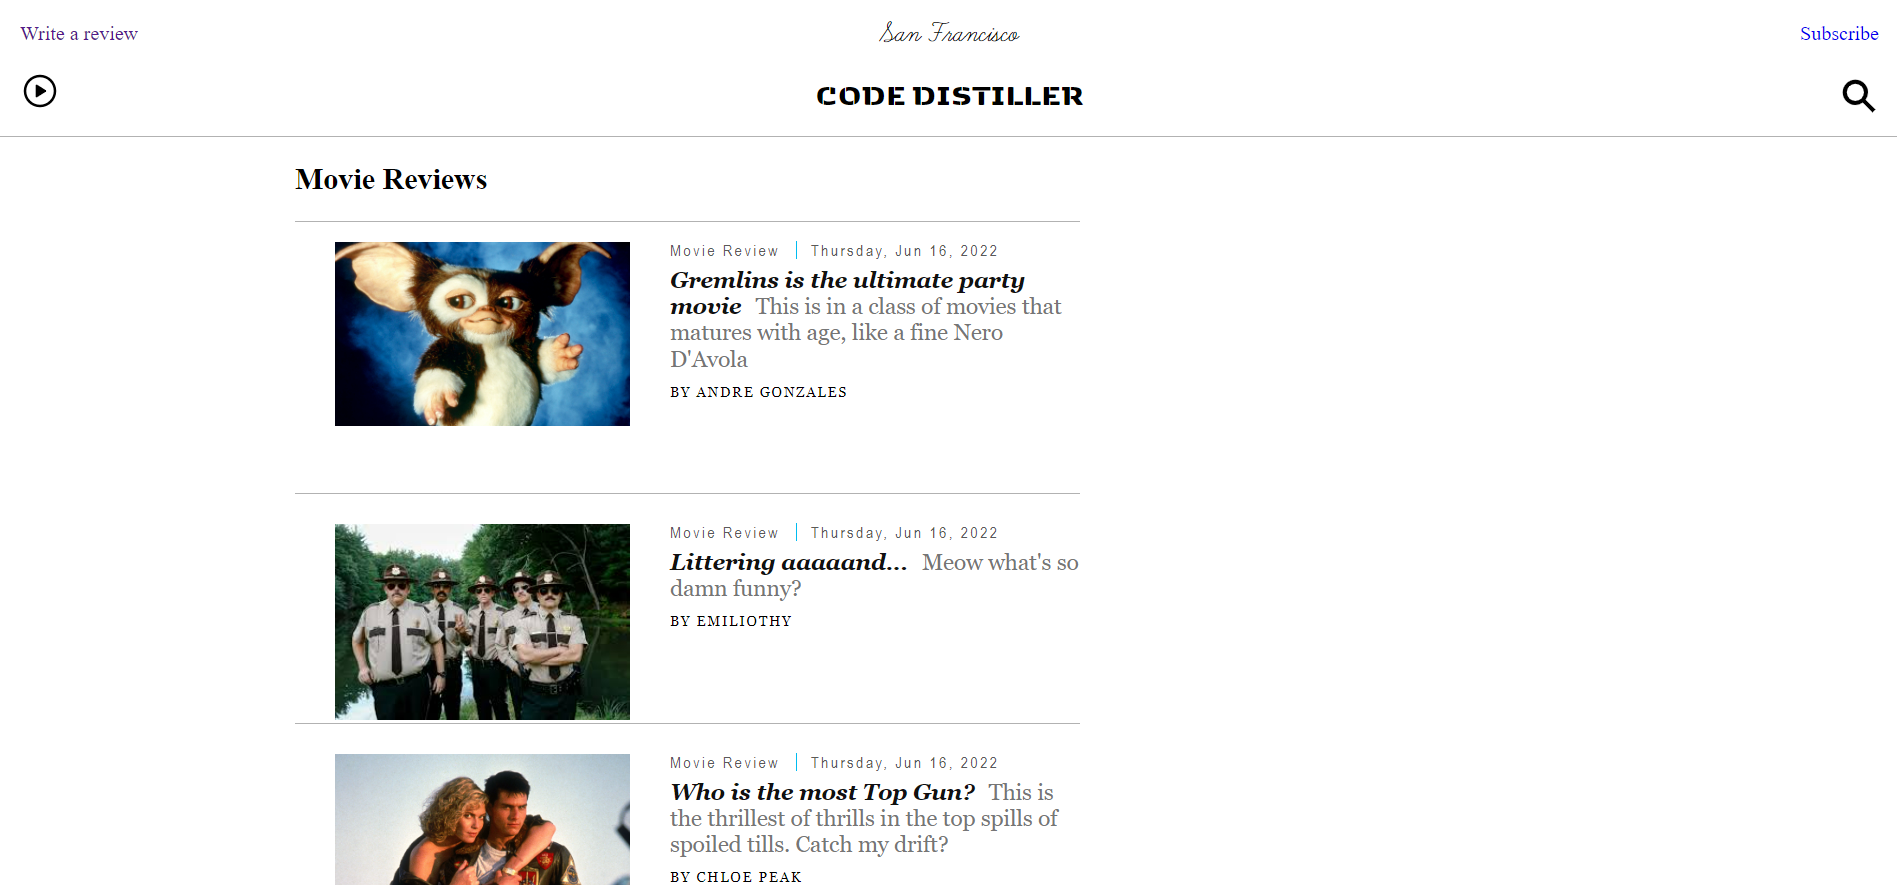 Write a review
San Francisco
Subscribe
CODE DISTILLER
Movie Reviews
Movie Review | Thursday, Jun 16, 2022
Gremlins is the ultimate party
movie This is in a class of movies that
matures with age, like a fine Nero
D'Avola
BY ANDRE GONZALES
Movie Review | Thursday, Jun 16, 2022
Littering aaaaand... Meow what's so
damn funny?
BY EMILIOTHY
Movie Review | Thursday, Jun 16, 2022
Who is the most Top Gun? This is
the thrillest of thrills in the top spills of
spoiled tills. Catch my drift?
BY CHLOE PEAK